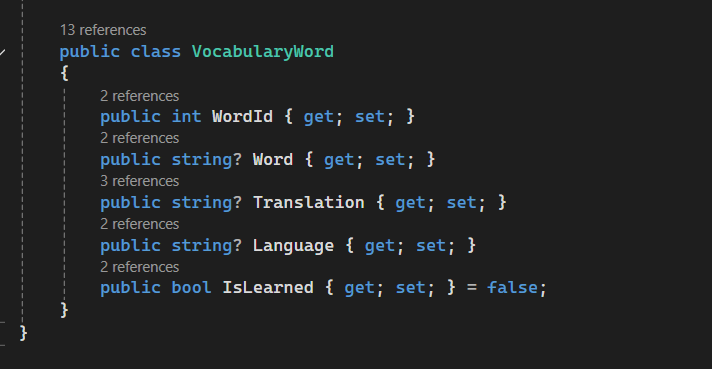 13 references
public class VocabularyWord
{
2 references
public int WordId { get; set; }
2 references
public string? Word { get; set; }
3 references
public string? Translation { get; set; }
2 references
public string? Language { get; set; }
2 references
public bool IsLearned { get; set; } = false;
}
}